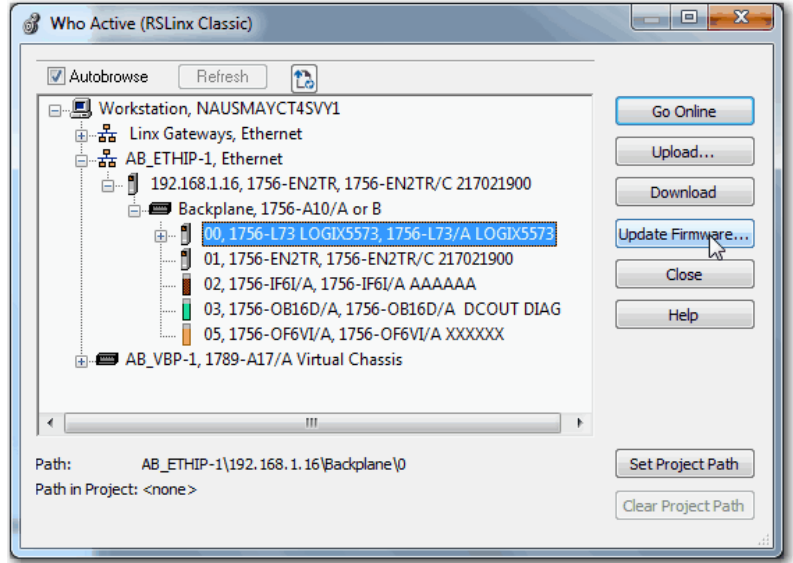 Who Active (RSLinx Classic)
Autobrowse Refresh
Workstation, NAUSMAYCT4SVY1
Linx Gateways, Ethernet
AB_ETHIP-1, Ethernet
192.168.1.16, 1756-EN2TR, 1756-EN2TR/C 217021900
Backplane, 1756-A10/A or B
00, 1756-L73 LOGIX5573, 1756-L73/A LOGIX5573
01, 1756-EN2TR, 1756-EN2TR/C 217021900
02, 1756-IF6I/A, 1756-IF6I/A AAAAAA
03, 1756-OB16D/A, 1756-OB16D/A DCOUT DIAG
05, 1756-OF6VI/A, 1756-OF6VI/A XXXXXX
AB_VBP-1, 1789-A17/A Virtual Chassis
Go Online
Upload...
Download
Update Firmware...
Close
Help
Path: AB_ETHIP-1\192.168.1.16\Backplane\0
Path in Project: <none>
Set Project Path
Clear Project Path